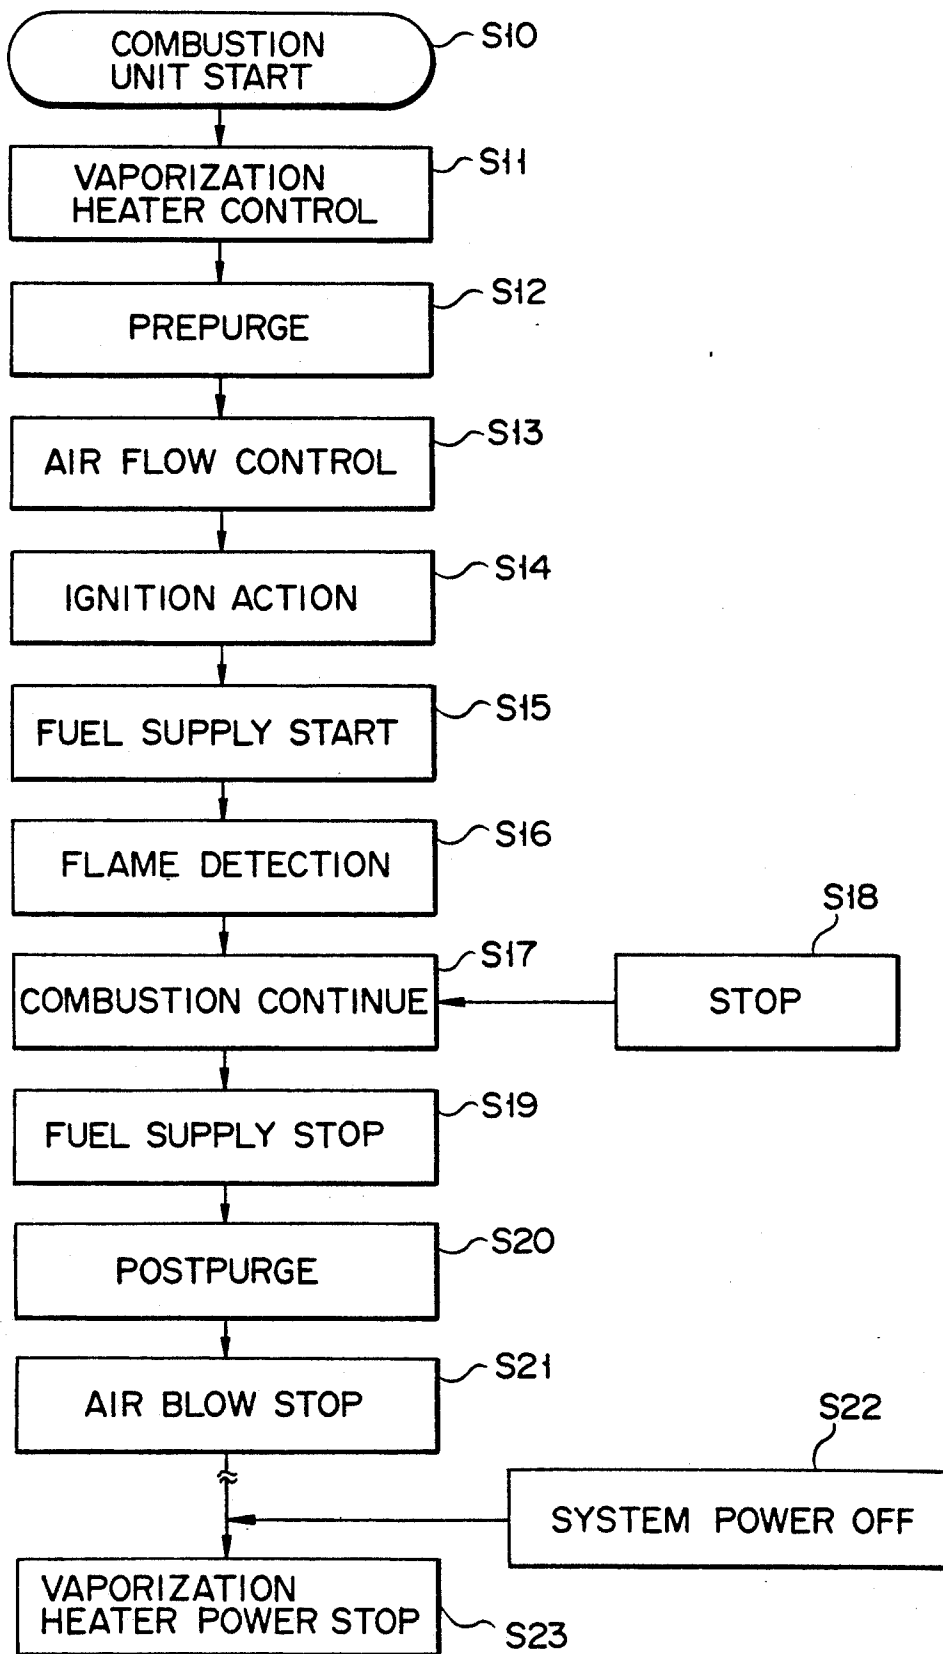 COMBUSTION
UNIT START
S10
VAPORIZATION
HEATER CONTROL
S11
PREPURGE
S12
AIR FLOW CONTROL
S13
IGNITION ACTION
S14
FUEL SUPPLY START
S15
FLAME DETECTION
S16
COMBUSTION CONTINUE
S17
STOP
S18
FUEL SUPPLY STOP
S19
POSTPURGE
S20
AIR BLOW STOP
S21
SYSTEM POWER OFF
S22
VAPORIZATION
HEATER POWER STOP
S23